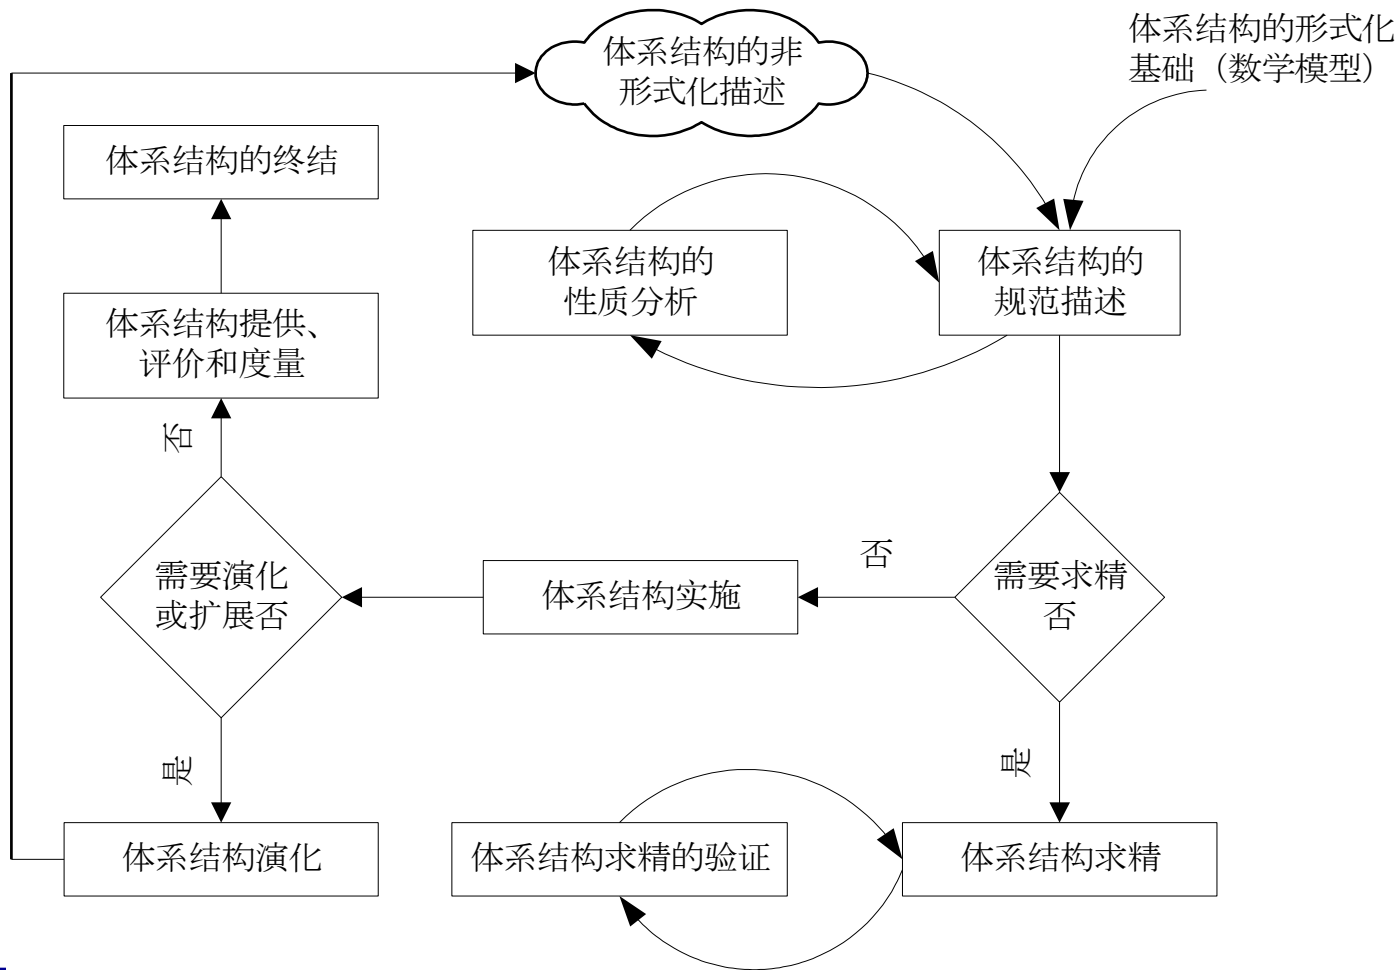 体系结构的非
形式化描述
体系结构的形式化
基础（数学模型）
体系结构的终结
体系结构的
性质分析
体系结构的
规范描述
体系结构提供、
评价和度量
否
需要演化
或扩展否
体系结构实施
否
需要求精
否
是
是
体系结构演化
体系结构求精的验证
体系结构求精